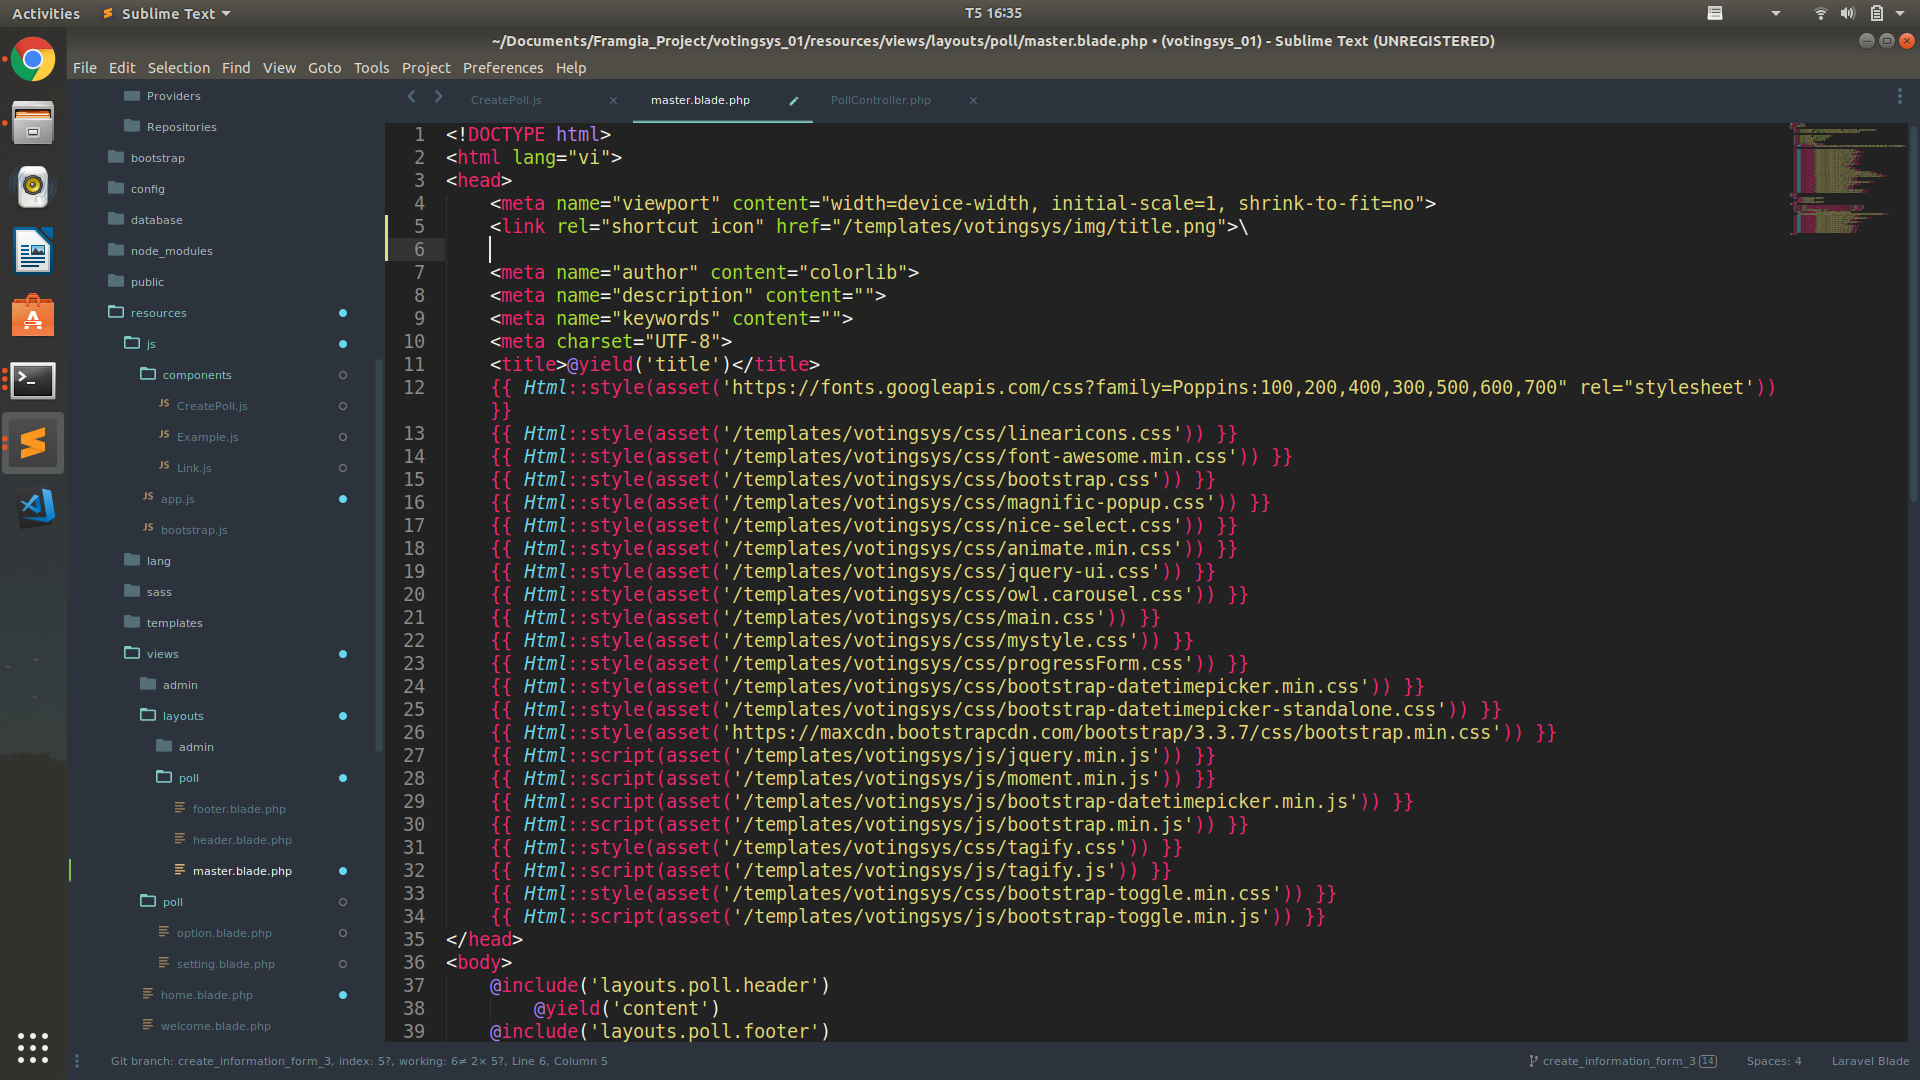 Activities
Sublime Text
T5 16:35
~/Documents/Framgia_Project/votingsys_01/resources/views/layouts/poll/master.blade.php • (votingsys_01) - Sublime Text (UNREGISTERED)
File Edit Selection Find View Goto Tools Project Preferences Help
Providers
Repositories
bootstrap
config
database
node_modules
public
resources
js
components
JS CreatePoll.js
JS Example.js
JS Link.js
JS app.js
JS bootstrap.js
lang
sass
templates
views
admin
layouts
admin
poll
footer.blade.php
header.blade.php
master.blade.php
poll
option.blade.php
setting.blade.php
home.blade.php
welcome.blade.php
CreatePoll.js
master.blade.php
PollController.php
1 <!DOCTYPE html>
2 <html lang="vi">
3 <head>
4 <meta name="viewport" content="width=device-width, initial-scale=1, shrink-to-fit=no">
5 <link rel="shortcut icon" href="/templates/votingsys/img/title.png">\
6
7 <meta name="author" content="colorlib">
8 <meta name="description" content="">
9 <meta name="keywords" content="">
10 <meta charset="UTF-8">
11 <title>@yield('title')</title>
12 {{ Html::style(asset('https://fonts.googleapis.com/css?family=Poppins:100,200,400,300,500,600,700" rel="stylesheet'))
}}
13 {{ Html::style(asset('/templates/votingsys/css/linearicons.css')) }}
14 {{ Html::style(asset('/templates/votingsys/css/font-awesome.min.css')) }}
15 {{ Html::style(asset('/templates/votingsys/css/bootstrap.css')) }}
16 {{ Html::style(asset('/templates/votingsys/css/magnific-popup.css')) }}
17 {{ Html::style(asset('/templates/votingsys/css/nice-select.css')) }}
18 {{ Html::style(asset('/templates/votingsys/css/animate.min.css')) }}
19 {{ Html::style(asset('/templates/votingsys/css/jquery-ui.css')) }}
20 {{ Html::style(asset('/templates/votingsys/css/owl.carousel.css')) }}
21 {{ Html::style(asset('/templates/votingsys/css/main.css')) }}
22 {{ Html::style(asset('/templates/votingsys/css/mystyle.css')) }}
23 {{ Html::style(asset('/templates/votingsys/css/progressForm.css')) }}
24 {{ Html::style(asset('/templates/votingsys/css/bootstrap-datetimepicker.min.css')) }}
25 {{ Html::style(asset('/templates/votingsys/css/bootstrap-datetimepicker-standalone.css')) }}
26 {{ Html::style(asset('https://maxcdn.bootstrapcdn.com/bootstrap/3.3.7/css/bootstrap.min.css')) }}
27 {{ Html::script(asset('/templates/votingsys/js/jquery.min.js')) }}
28 {{ Html::script(asset('/templates/votingsys/js/moment.min.js')) }}
29 {{ Html::script(asset('/templates/votingsys/js/bootstrap-datetimepicker.min.js')) }}
30 {{ Html::script(asset('/templates/votingsys/js/bootstrap.min.js')) }}
31 {{ Html::style(asset('/templates/votingsys/css/tagify.css')) }}
32 {{ Html::script(asset('/templates/votingsys/js/tagify.js')) }}
33 {{ Html::style(asset('/templates/votingsys/css/bootstrap-toggle.min.css')) }}
34 {{ Html::script(asset('/templates/votingsys/js/bootstrap-toggle.min.js')) }}
35 </head>
36 <body>
37 @include('layouts.poll.header')
38 @yield('content')
39 @include('layouts.poll.footer')
Git branch: create_information_form_3, index: 5?, working: 6≠ 2× 5?, Line 6, Column 5
create_information_form_3 14
Spaces: 4
Laravel Blade